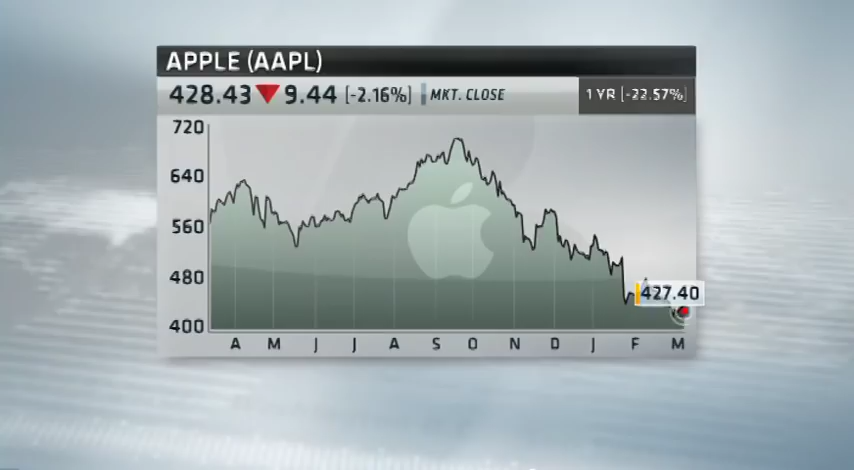 APPLE (AAPL)
428.43 9.44 [-2.16%] MKT. CLOSE 1 YR [-22.57%]
720
640
560
480
427.40
400
A M J J A S O N D J F M